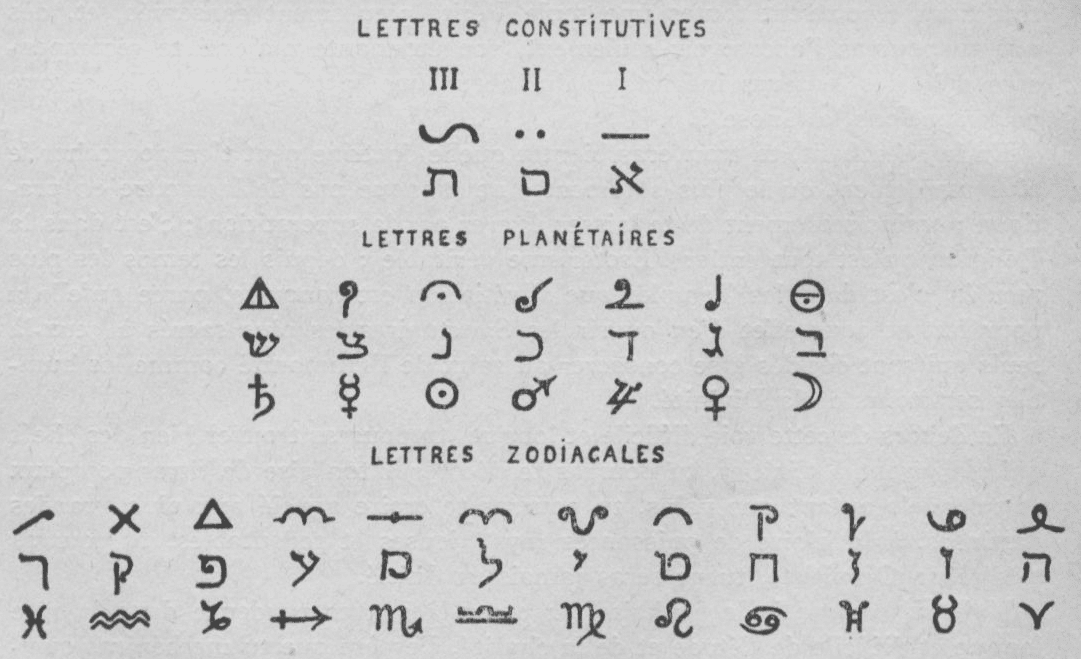 LETTRES CONSTITUTIVES
III II I
א ם ת
LETTRES PLANÉTAIRES
ב ג ד כ נ צ ש
♄ ☿ ☉ ♂ ♃ ♀ ☽
LETTRES ZODIACALES
ה ו ז ח ט י ל מ ע פ ק ר
♓ ♒ ♑ ♐ ♏ ♎ ♍ ♌ ♋ ♊ ♉ ♈